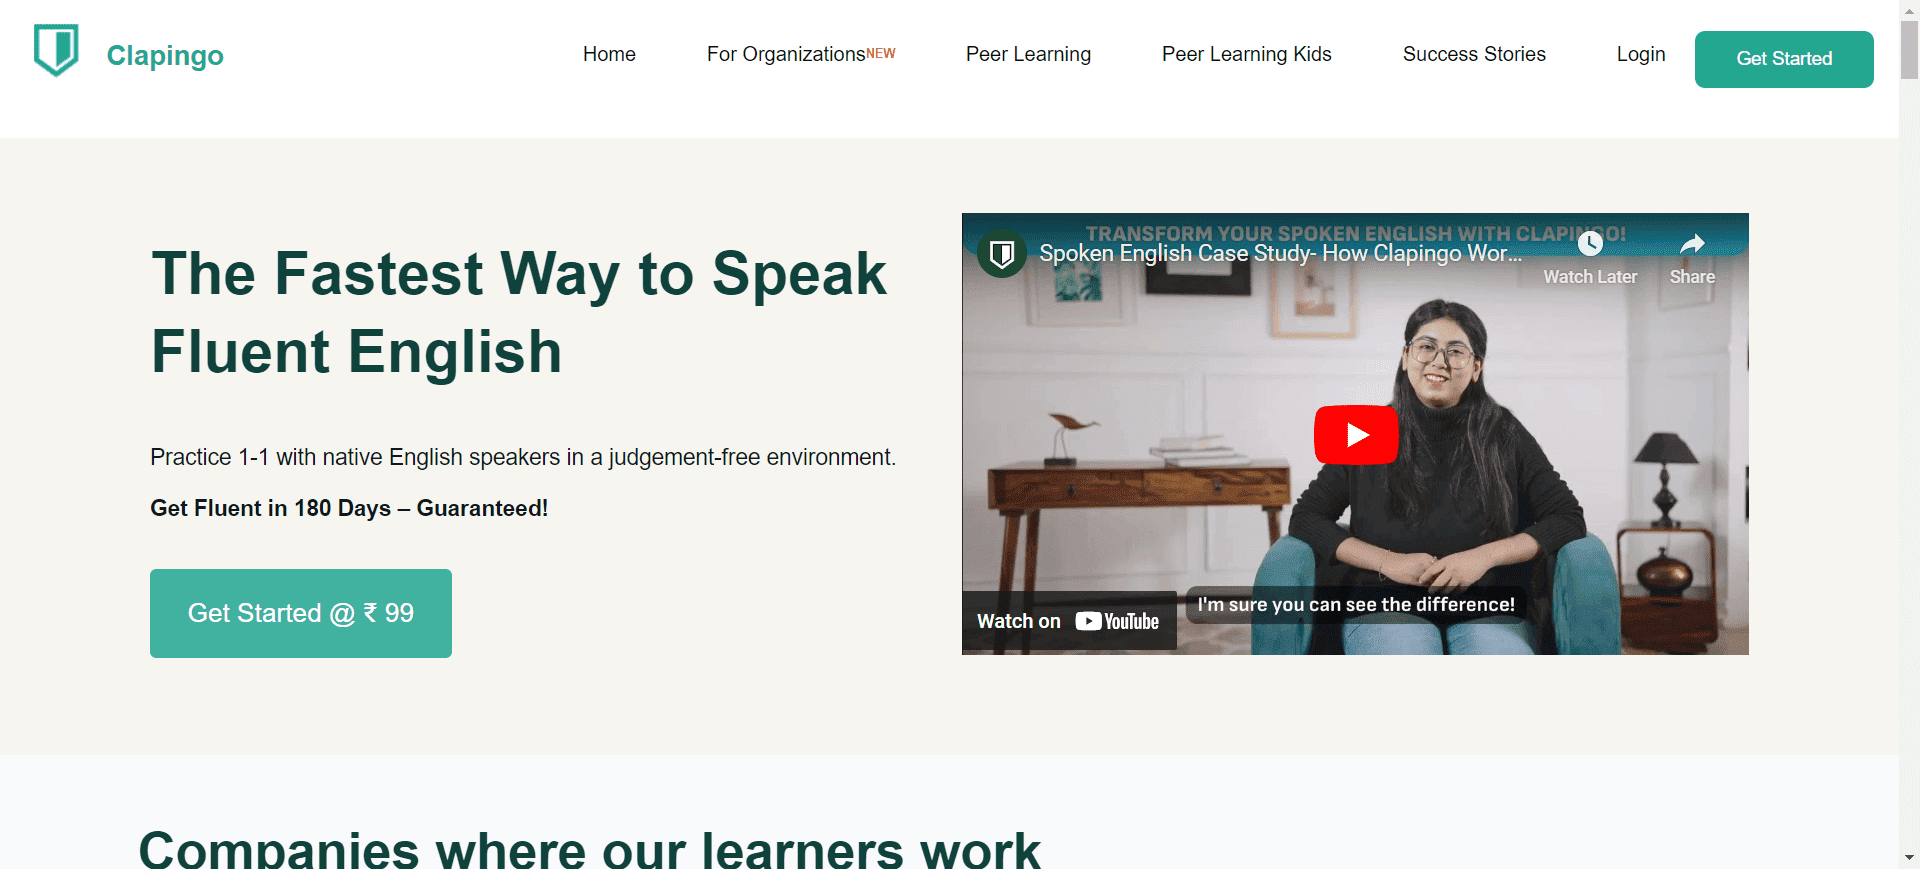 Clapingo
Home
For OrganizationsNEW
Peer Learning
Peer Learning Kids
Success Stories
Login
Get Started
The Fastest Way to Speak
Fluent English
Practice 1-1 with native English speakers in a judgement-free environment.
Get Fluent in 180 Days – Guaranteed!
Get Started @ ₹ 99
TRANSFORM YOUR SPOKEN ENGLISH WITH CLAPINGO!
Spoken English Case Study- How Clapingo Wor...
Watch Later
Share
I'm sure you can see the difference!
Watch on YouTube
Companies where our learners work